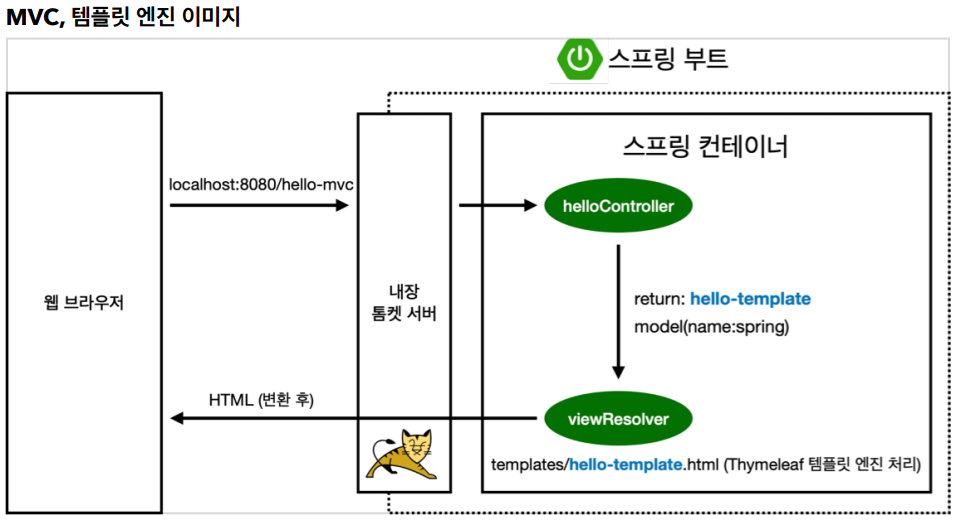 MVC, 템플릿 엔진 이미지
스프링 부트
스프링 컨테이너
localhost:8080/hello-mvc
helloController
웹 브라우저
내장
톰켓 서버
return: hello-template
model(name:spring)
HTML (변환 후)
viewResolver
templates/hello-template.html (Thymeleaf 템플릿 엔진 처리)